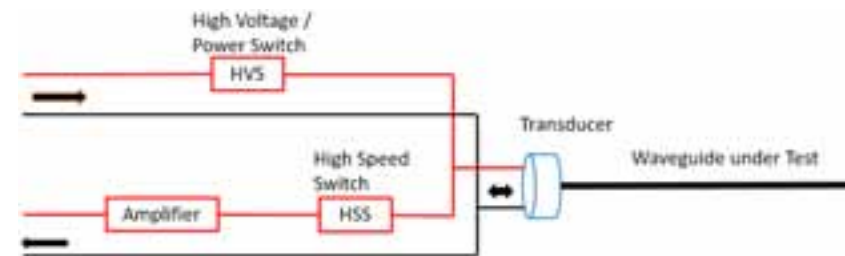 High Voltage /
Power Switch
HVS
Transducer
High Speed
Switch
Waveguide under Test
Amplifier
HSS